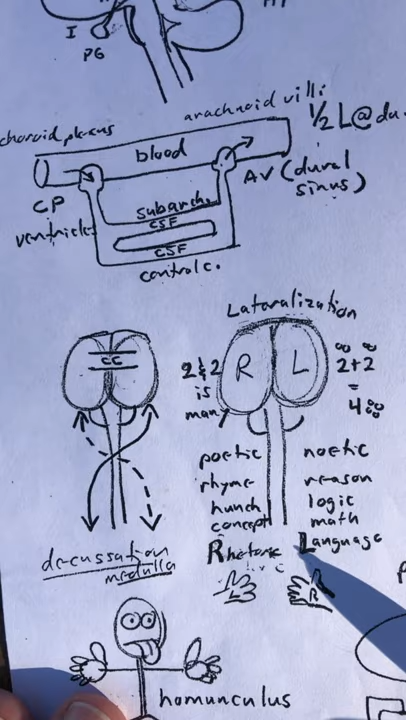 I
PG
choroid plexus
arachnoid villi
½ L@du.
blood
CP
AV (dural
sinus)
ventricles
subarch.
CSF
CSF
central c.
Lateralization
CC
R
L
2 & 2
is
many
2+2
=
4
poetic
rhyme
hunch
concept
Rhetoric
noetic
reason
logic
math
Language
decussation
medulla
L
R
homunculus